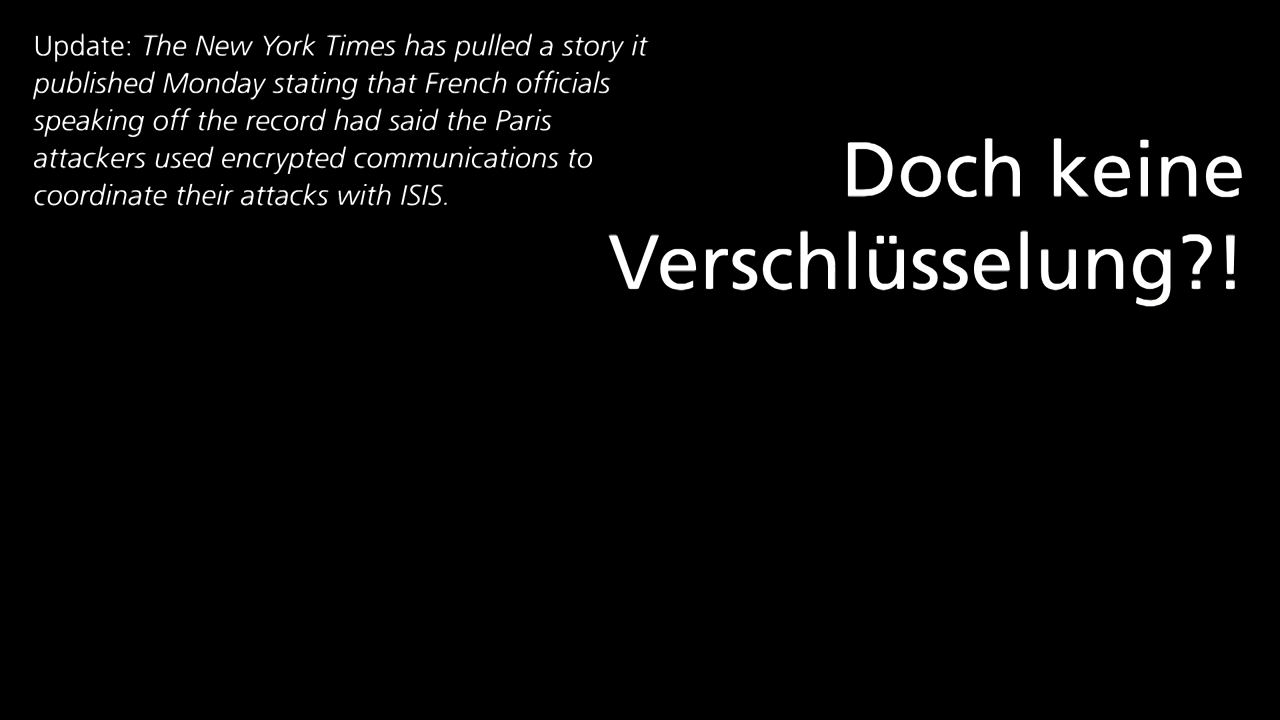 Update: The New York Times has pulled a story it
published Monday stating that French officials
speaking off the record had said the Paris
attackers used encrypted communications to
coordinate their attacks with ISIS.
Doch keine
Verschlüsselung?!